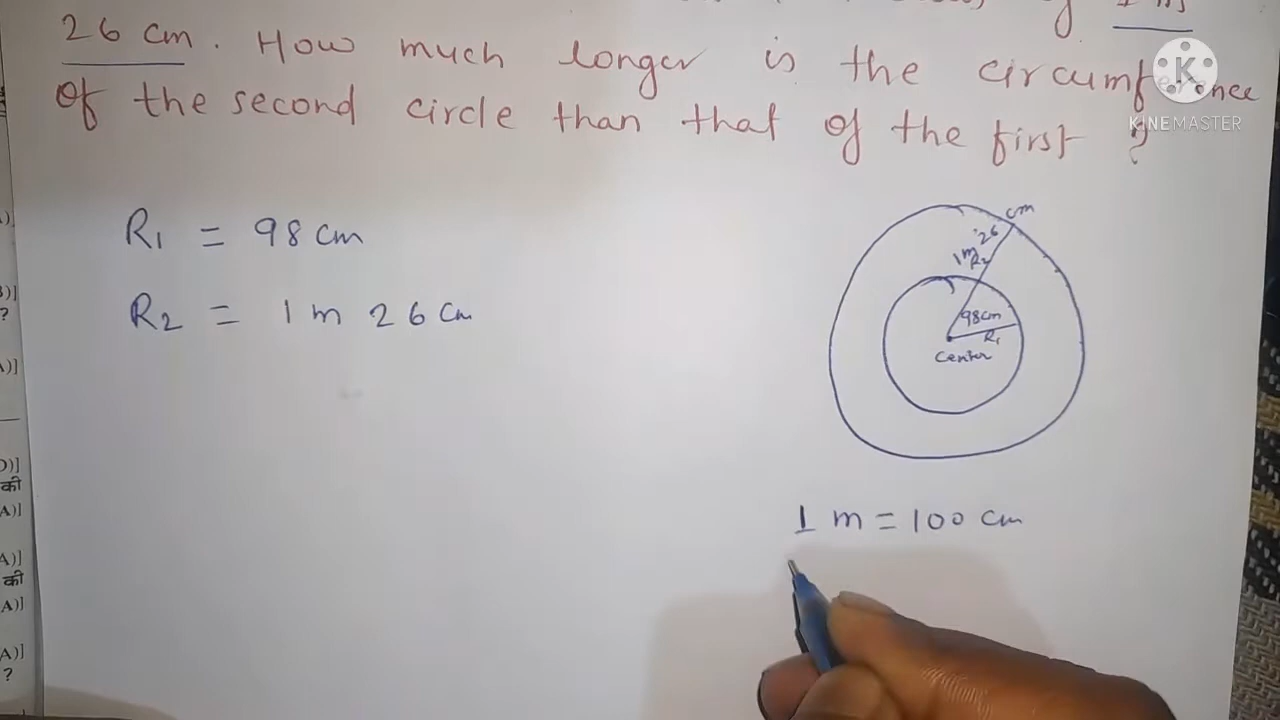 26 cm. How much longer is the circumference
of the second circle than that of the first ?
KINEMASTER
R1 = 98 cm
R2 = 1 m 26 cm
1m 26 cm
R2
98cm
R1
Center
1 m = 100 cm
A)]
?
A)]
D)]
की
A)]
A)]
की
A)]
A)]
?